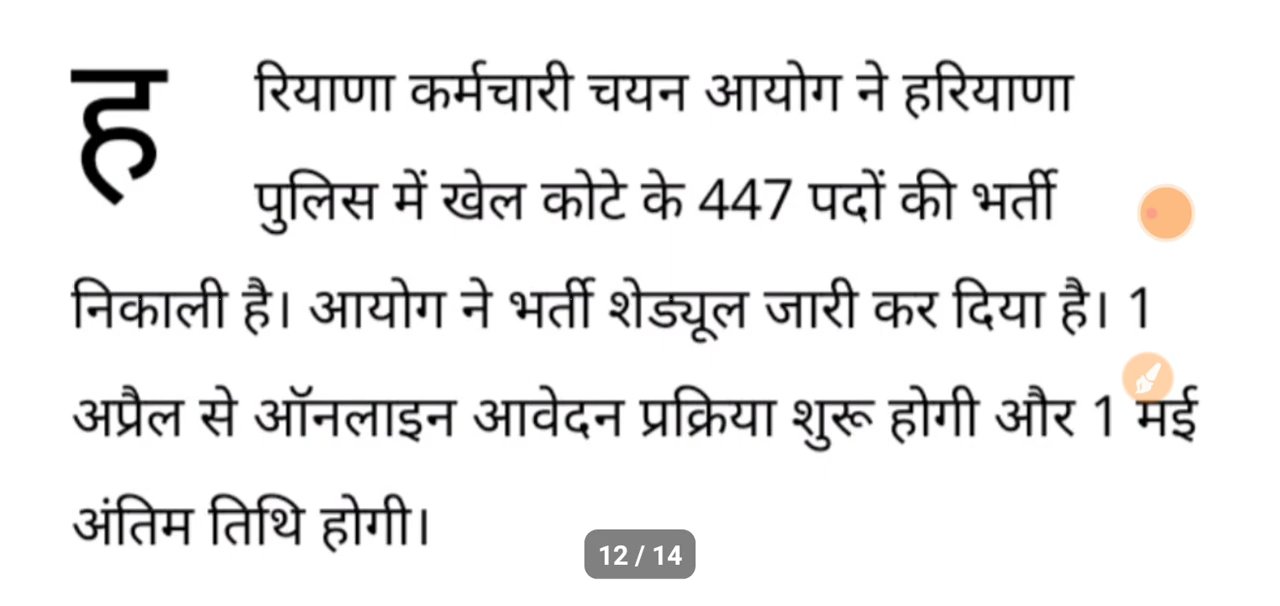 हरियाणा कर्मचारी चयन आयोग ने हरियाणा
पुलिस में खेल कोटे के 447 पदों की भर्ती
निकाली है। आयोग ने भर्ती शेड्यूल जारी कर दिया है। 1
अप्रैल से ऑनलाइन आवेदन प्रक्रिया शुरू होगी और 1 मई
अंतिम तिथि होगी।
12 / 14